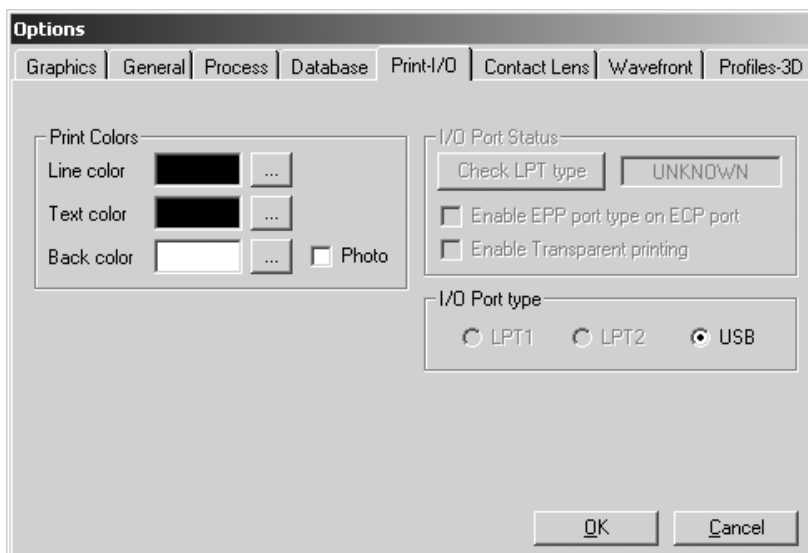 Options
Graphics General Process Database Print-I/O Contact Lens Wavefront Profiles-3D
Print Colors
Line color ...
Text color ...
Back color ... Photo
I/O Port Status
Check LPT type UNKNOWN
Enable EPP port type on ECP port
Enable Transparent printing
I/O Port type
LPT1 LPT2 USB
OK Cancel